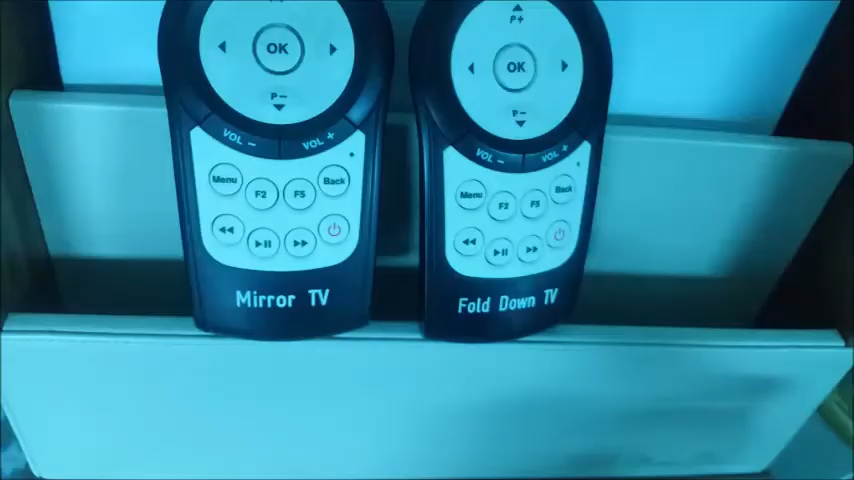 OK
P−
VOL − VOL +
Menu F2 F5 Back
Mirror TV
P+
OK
P−
VOL − VOL +
Menu F2 F5 Back
Fold Down TV